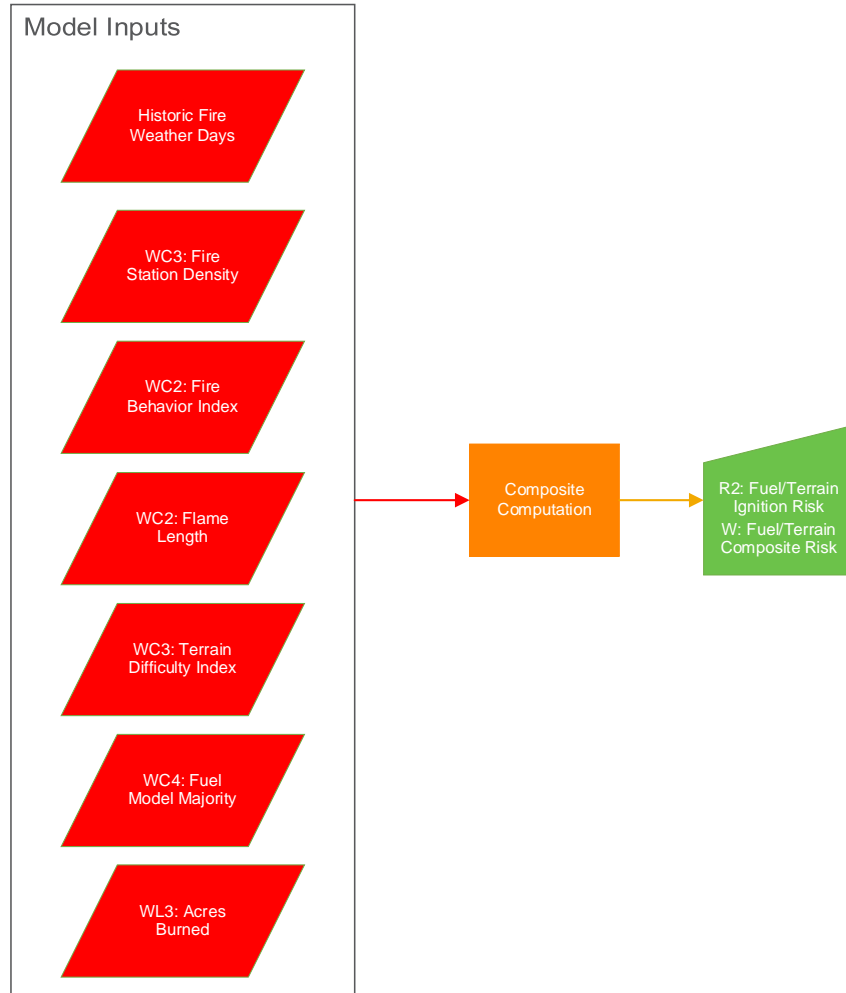 Model Inputs
Historic Fire
Weather Days
WC3: Fire
Station Density
WC2: Fire
Behavior Index
WC2: Flame
Length
WC3: Terrain
Difficulty Index
WC4: Fuel
Model Majority
WL3: Acres
Burned
Composite
Computation
R2: Fuel/Terrain
Ignition Risk
W: Fuel/Terrain
Composite Risk